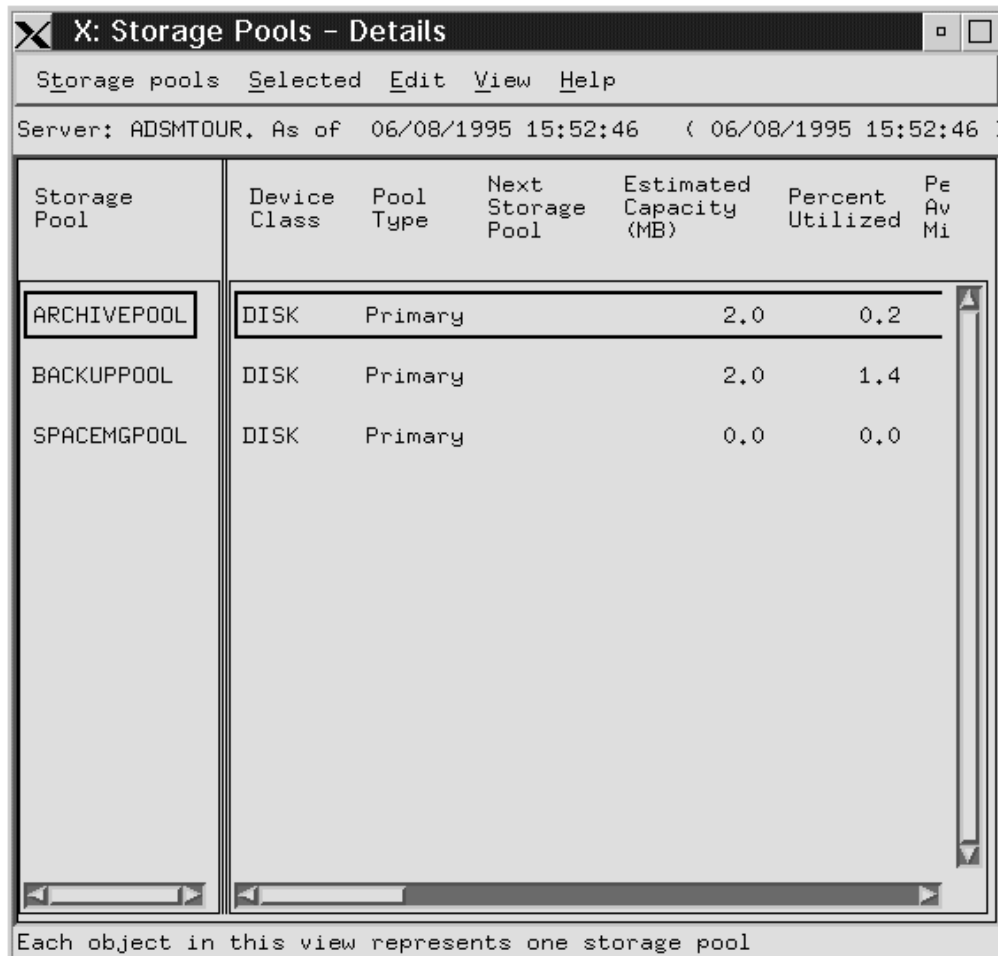 X: Storage Pools - Details
Storage pools Selected Edit View Help
Server: ADSMTOUR. As of 06/08/1995 15:52:46 ( 06/08/1995 15:52:46
Storage Pool
Device Class
Pool Type
Next Storage Pool
Estimated Capacity (MB)
Percent Utilized
Pe
Av
Mi
ARCHIVEPOOL DISK Primary 2.0 0.2
BACKUPPOOL DISK Primary 2.0 1.4
SPACEMGPOOL DISK Primary 0.0 0.0
Each object in this view represents one storage pool